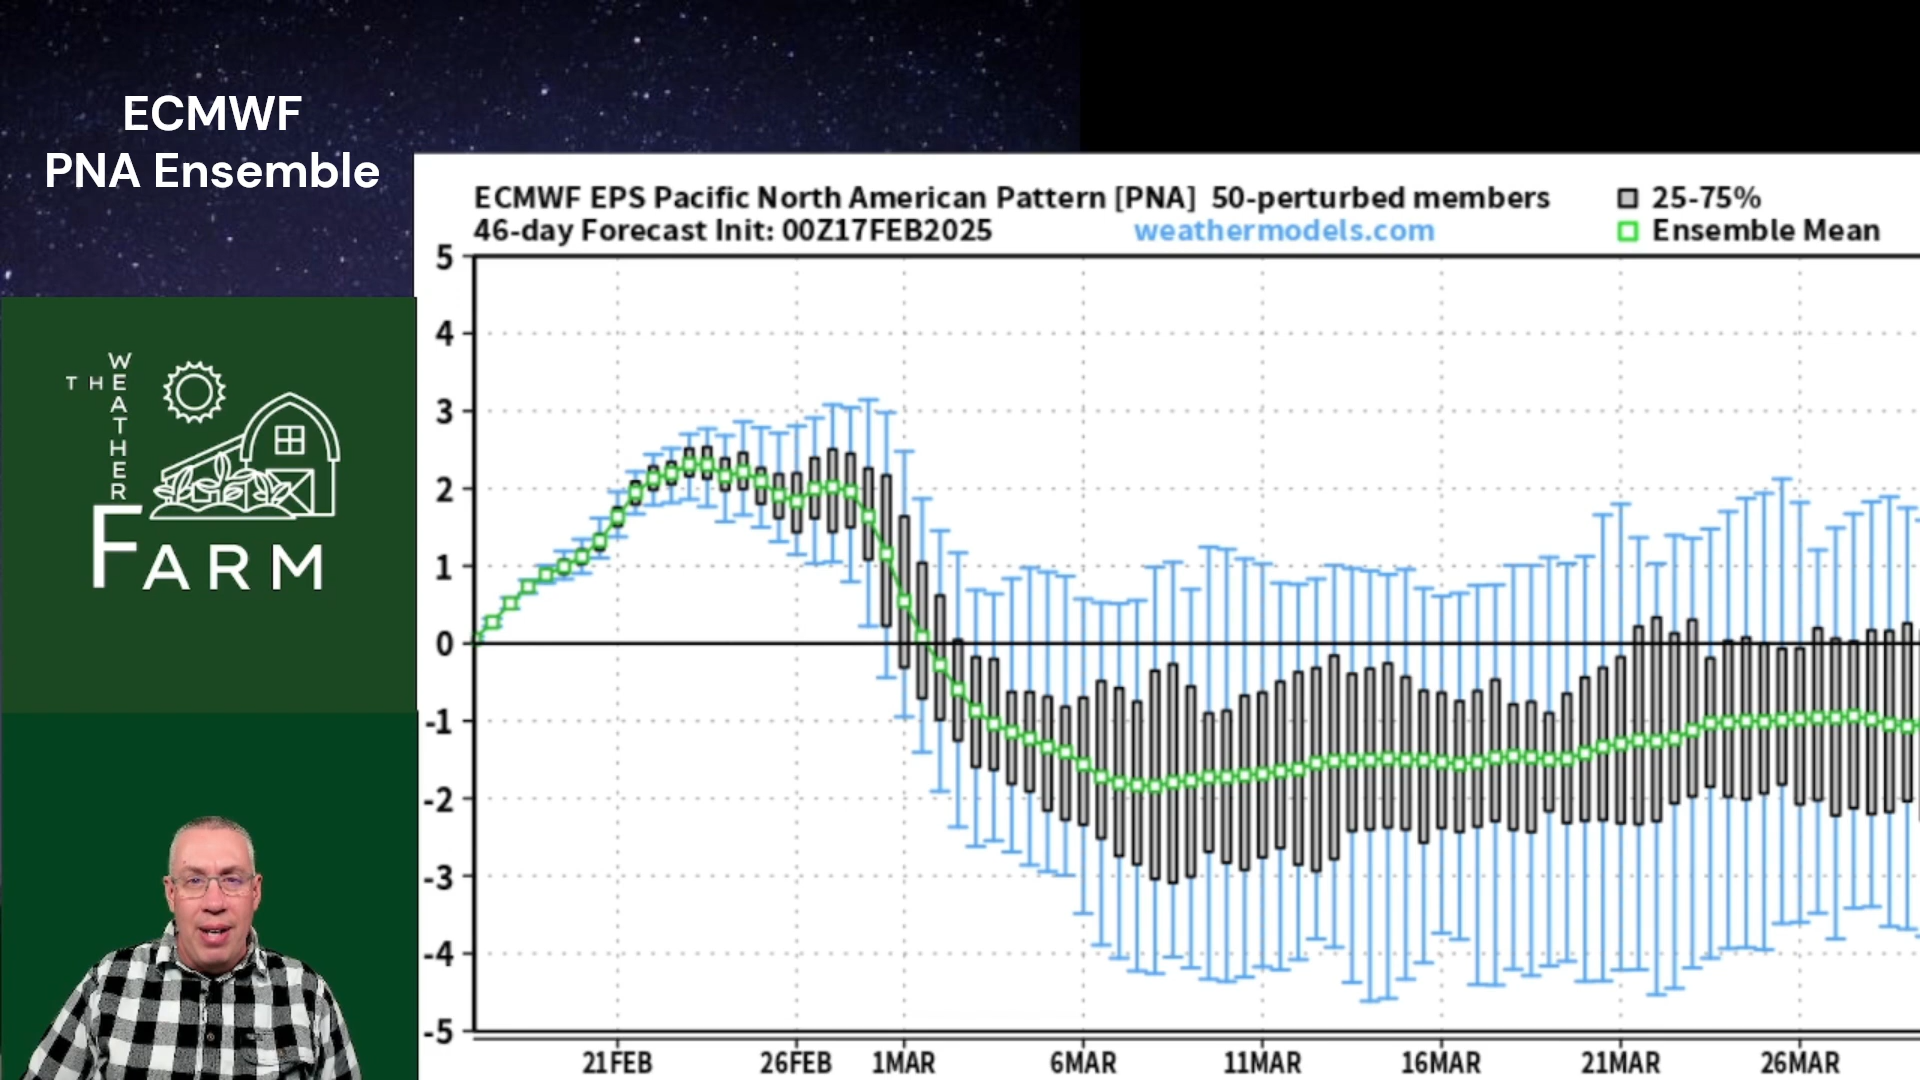 ECMWF
PNA Ensemble
THE
WEATHER
FARM
ECMWF EPS Pacific North American Pattern [PNA] 50-perturbed members
46-day Forecast Init: 00Z17FEB2025
weathermodels.com
25-75%
Ensemble Mean
5
4
3
2
1
0
-1
-2
-3
-4
-5
21FEB 26FEB 1MAR 6MAR 11MAR 16MAR 21MAR 26MAR